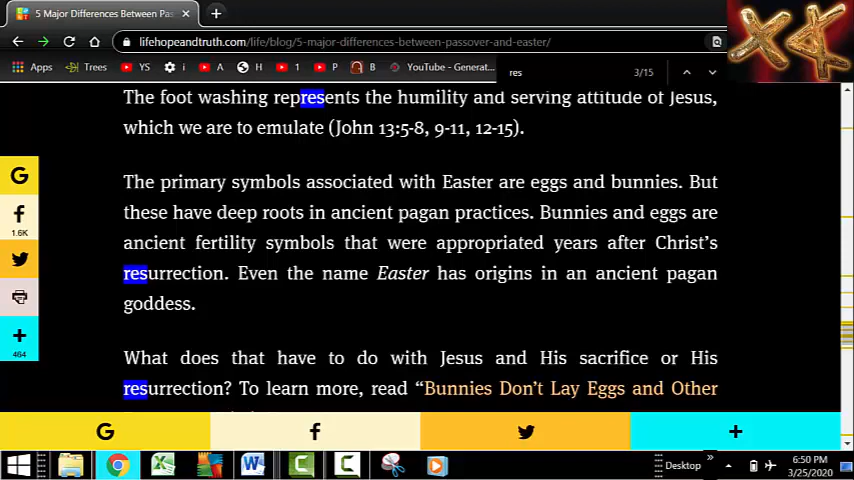 5 Major Differences Between Pas
lifehopeandtruth.com/life/blog/5-major-differences-between-passover-and-easter/
Apps Trees YS i A H 1 P B YouTube - Generat...
res 3/15
X4
The foot washing represents the humility and serving attitude of Jesus,
which we are to emulate (John 13:5-8, 9-11, 12-15).
The primary symbols associated with Easter are eggs and bunnies. But
these have deep roots in ancient pagan practices. Bunnies and eggs are
ancient fertility symbols that were appropriated years after Christ's
resurrection. Even the name Easter has origins in an ancient pagan
goddess.
What does that have to do with Jesus and His sacrifice or His
resurrection? To learn more, read “Bunnies Don't Lay Eggs and Other
G
f
1.6K
+
464
G f +
Desktop
6:50 PM
3/25/2020